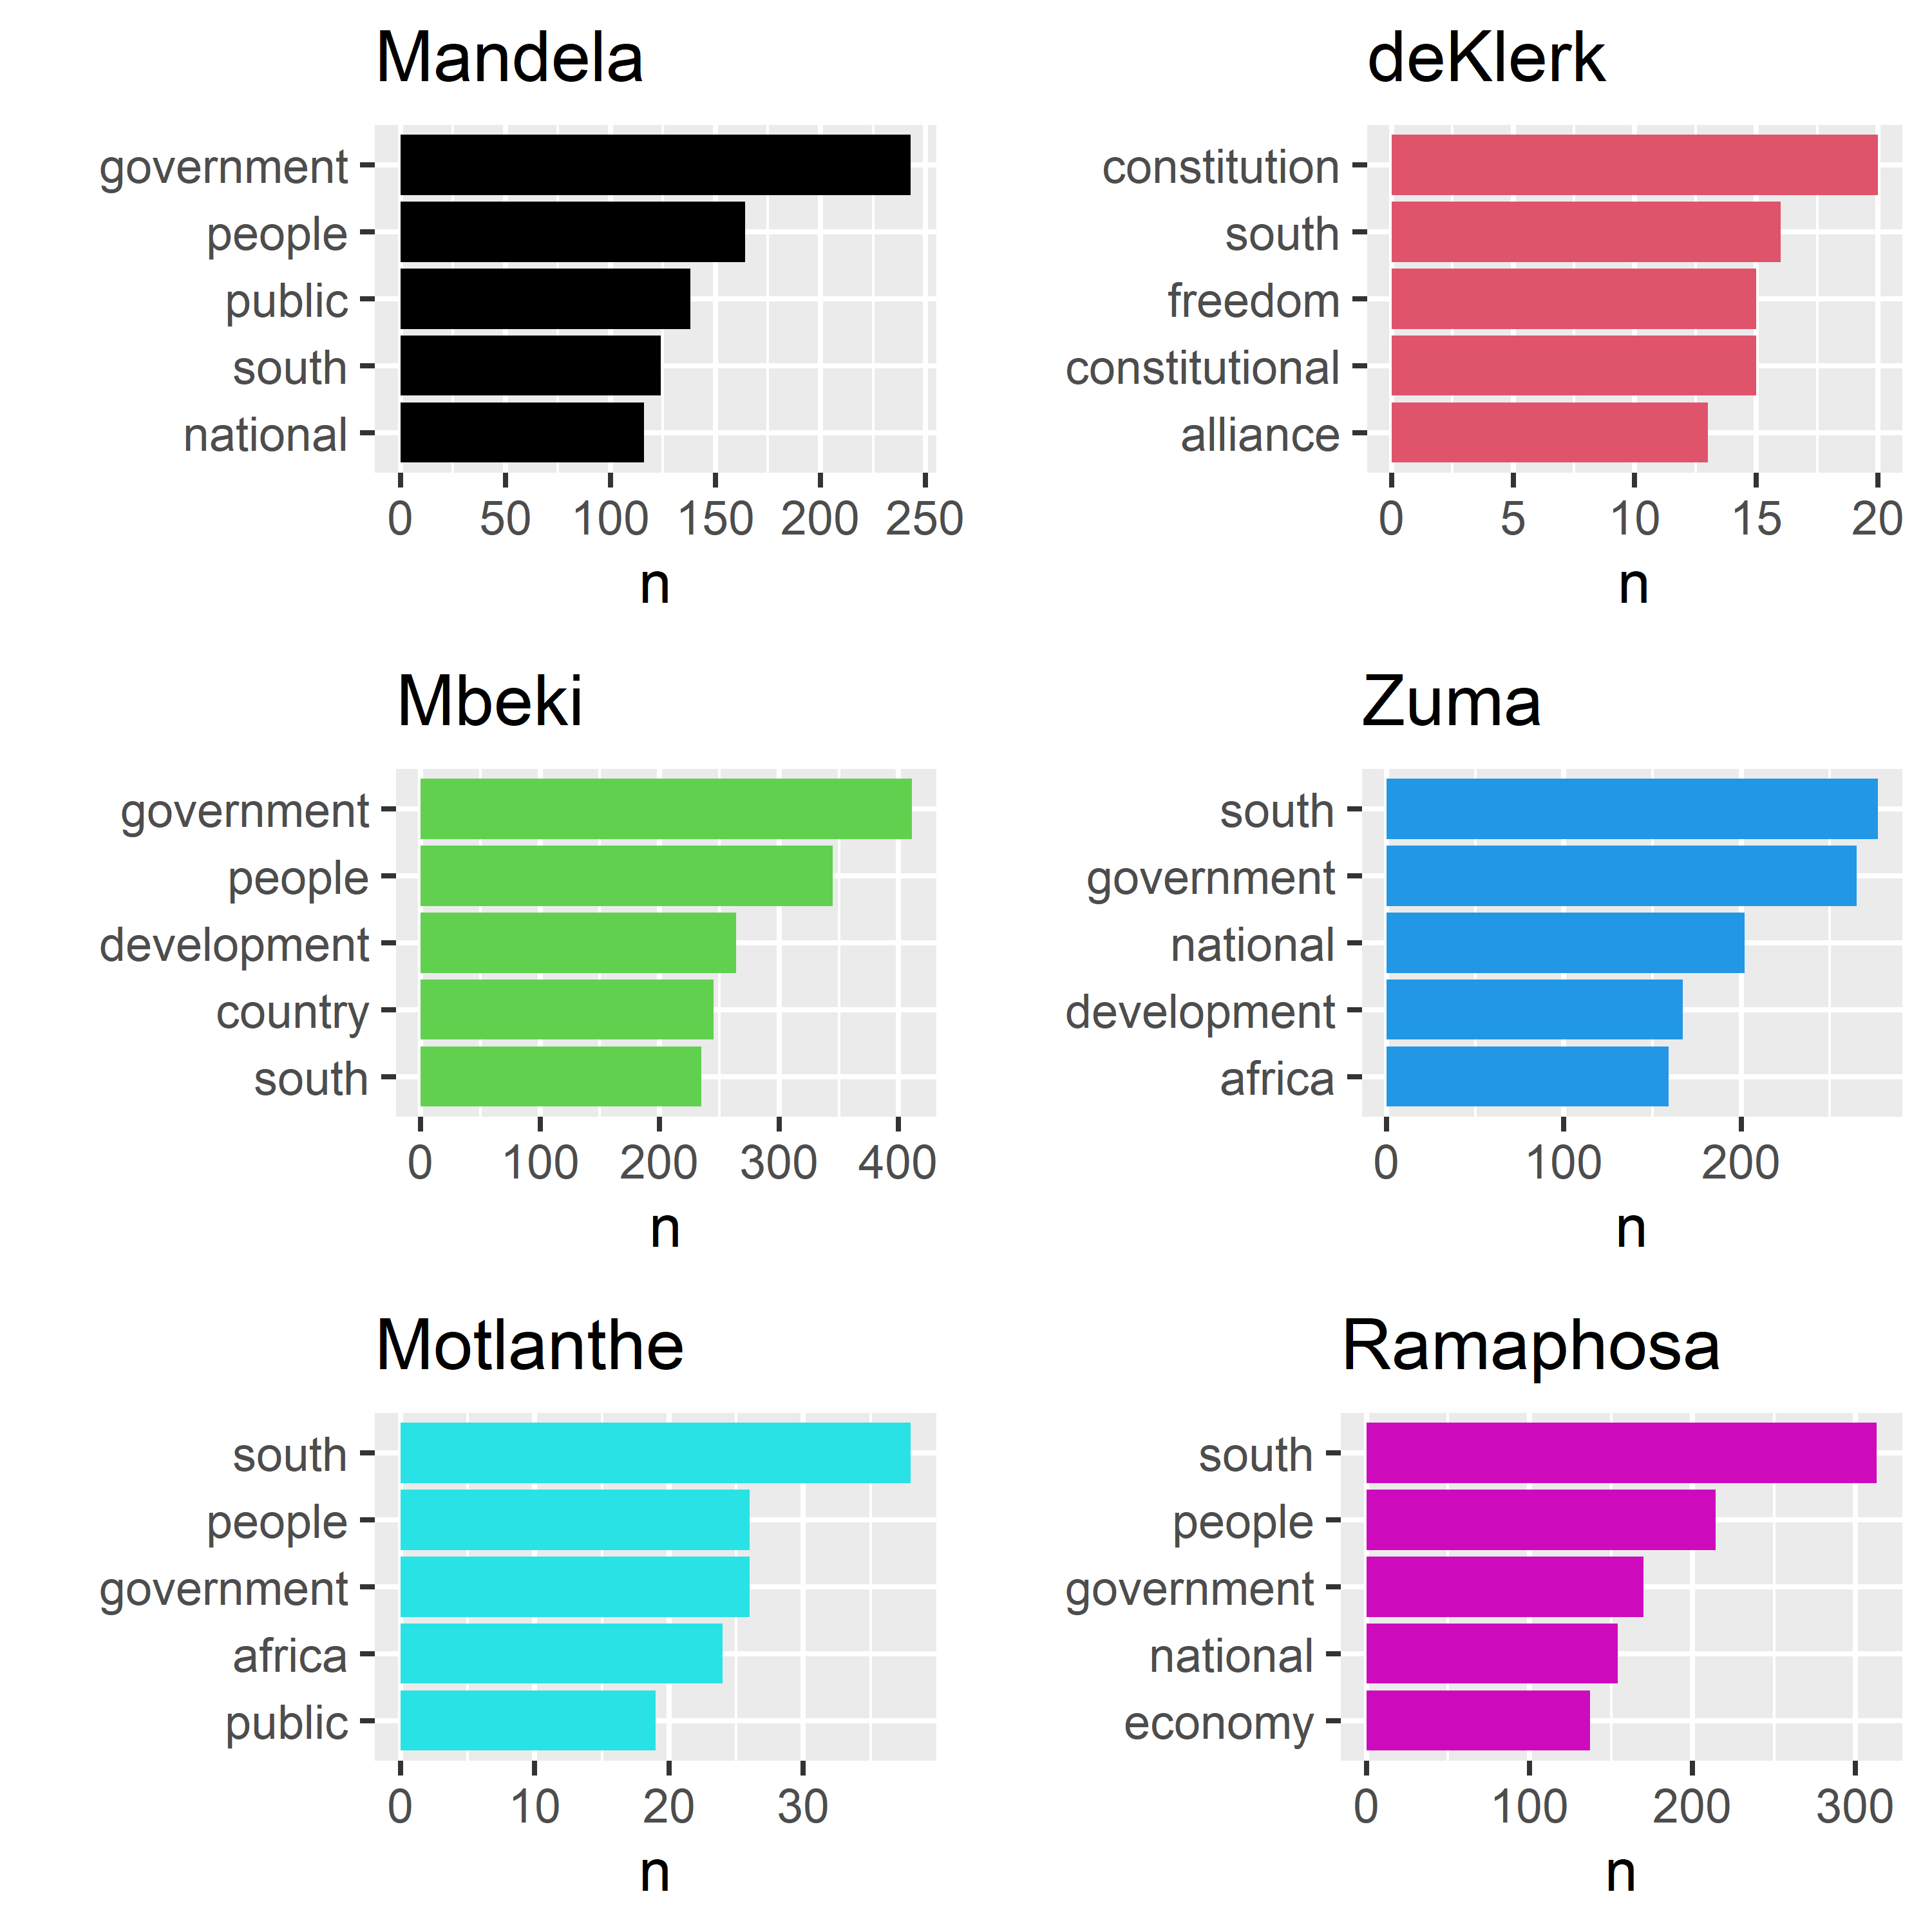 Mandela
government
people
public
south
national
0 50 100 150 200 250
n
deKlerk
constitution
south
freedom
constitutional
alliance
0 5 10 15 20
n
Mbeki
government
people
development
country
south
0 100 200 300 400
n
Zuma
south
government
national
development
africa
0 100 200
n
Motlanthe
south
people
government
africa
public
0 10 20 30
n
Ramaphosa
south
people
government
national
economy
0 100 200 300
n